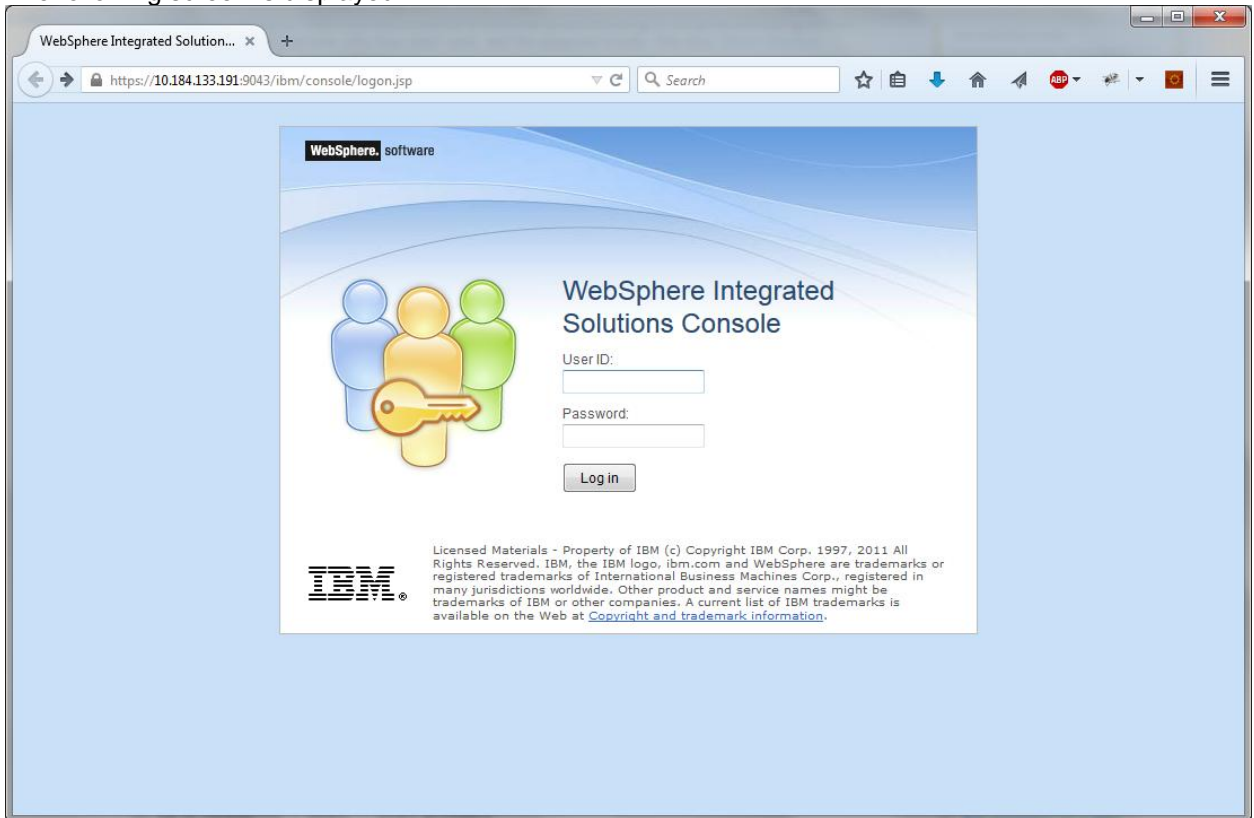 WebSphere Integrated Solution...
https://10.184.133.191:9043/ibm/console/logon.jsp
Search
ABP
WebSphere. software
WebSphere Integrated
Solutions Console
User ID:
Password:
Log in
IBM.
Licensed Materials - Property of IBM (c) Copyright IBM Corp. 1997, 2011 All
Rights Reserved. IBM, the IBM logo, ibm.com and WebSphere are trademarks or
registered trademarks of International Business Machines Corp., registered in
many jurisdictions worldwide. Other product and service names might be
trademarks of IBM or other companies. A current list of IBM trademarks is
available on the Web at Copyright and trademark information.